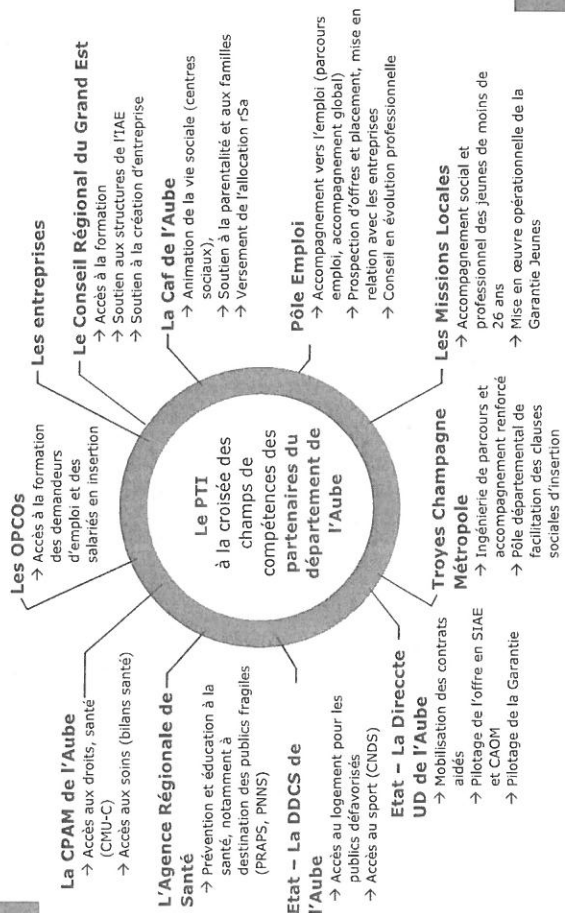 Les OPCOs
→ Accès à la formation
des demandeurs
d'emploi et des
salariés en insertion
Les entreprises
Le Conseil Régional du Grand Est
→ Accès à la formation
→ Soutien aux structures de l'IAE
→ Soutien à la création d'entreprise
La Caf de l'Aube
→ Animation de la vie sociale (centres
sociaux),
→ Soutien à la parentalité et aux familles
→ Versement de l'allocation rSa
Pôle Emploi
→ Accompagnement vers l'emploi (parcours
emploi, accompagnement global)
→ Prospection d'offres et placement, mise en
relation avec les entreprises
→ Conseil en évolution professionnelle
Les Missions Locales
→ Accompagnement social et
professionnel des jeunes de moins de
26 ans
→ Mise en œuvre opérationnelle de la
Garantie Jeunes
Troyes Champagne
Métropole
→ Ingénierie de parcours et
accompagnement renforcé
→ Pôle départemental de
facilitation des clauses
sociales d'insertion
Etat – La Direccte
UD de l'Aube
→ Mobilisation des contrats
aidés
→ Pilotage de l'offre en SIAE
et CAOM
→ Pilotage de la Garantie
Etat – La DDCS de
l'Aube
→ Accès au logement pour les
publics défavorisés
→ Accès au sport (CNDS)
L'Agence Régionale de
Santé
→ Prévention et éducation à la
santé, notamment à
destination des publics fragiles
(PRAPS, PNNS)
La CPAM de l'Aube
→ Accès aux droits, santé
(CMU-C)
→ Accès aux soins (bilans santé)
Le PTI
à la croisée des
champs de
compétences des
partenaires du
département de
l'Aube